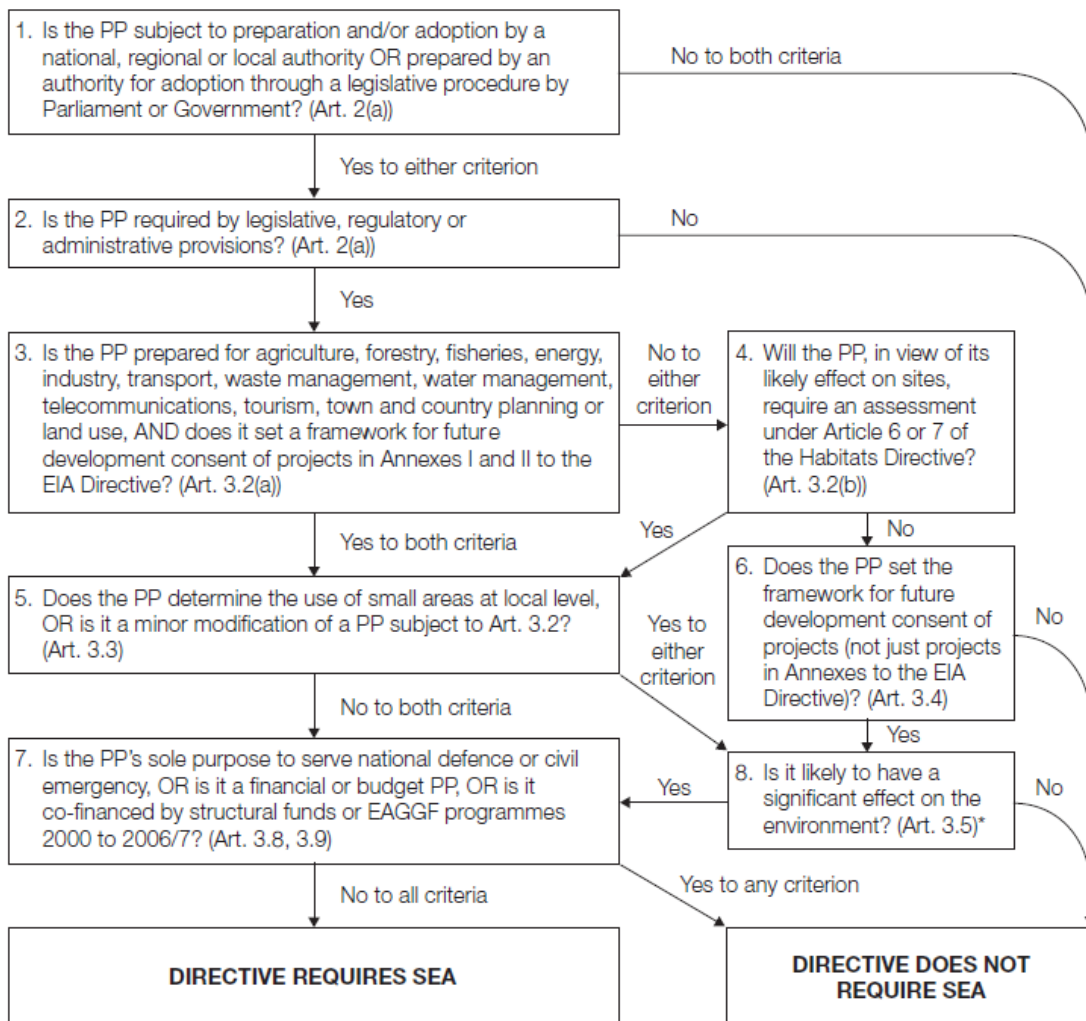 1. Is the PP subject to preparation and/or adoption by a
national, regional or local authority OR prepared by an
authority for adoption through a legislative procedure by
Parliament or Government? (Art. 2(a))
No to both criteria
Yes to either criterion
2. Is the PP required by legislative, regulatory or
administrative provisions? (Art. 2(a))
No
Yes
3. Is the PP prepared for agriculture, forestry, fisheries, energy,
industry, transport, waste management, water management,
telecommunications, tourism, town and country planning or
land use, AND does it set a framework for future
development consent of projects in Annexes I and II to the
EIA Directive? (Art. 3.2(a))
No to
either
criterion
4. Will the PP, in view of its
likely effect on sites,
require an assessment
under Article 6 or 7 of
the Habitats Directive?
(Art. 3.2(b))
Yes to both criteria
Yes
No
5. Does the PP determine the use of small areas at local level,
OR is it a minor modification of a PP subject to Art. 3.2?
(Art. 3.3)
Yes to
either
criterion
6. Does the PP set the
framework for future
development consent of
projects (not just projects
in Annexes to the EIA
Directive)? (Art. 3.4)
No
No to both criteria
Yes
7. Is the PP's sole purpose to serve national defence or civil
emergency, OR is it a financial or budget PP, OR is it
co-financed by structural funds or EAGGF programmes
2000 to 2006/7? (Art. 3.8, 3.9)
Yes
8. Is it likely to have a
significant effect on the
environment? (Art. 3.5)*
No
No to all criteria
Yes to any criterion
DIRECTIVE REQUIRES SEA
DIRECTIVE DOES NOT
REQUIRE SEA